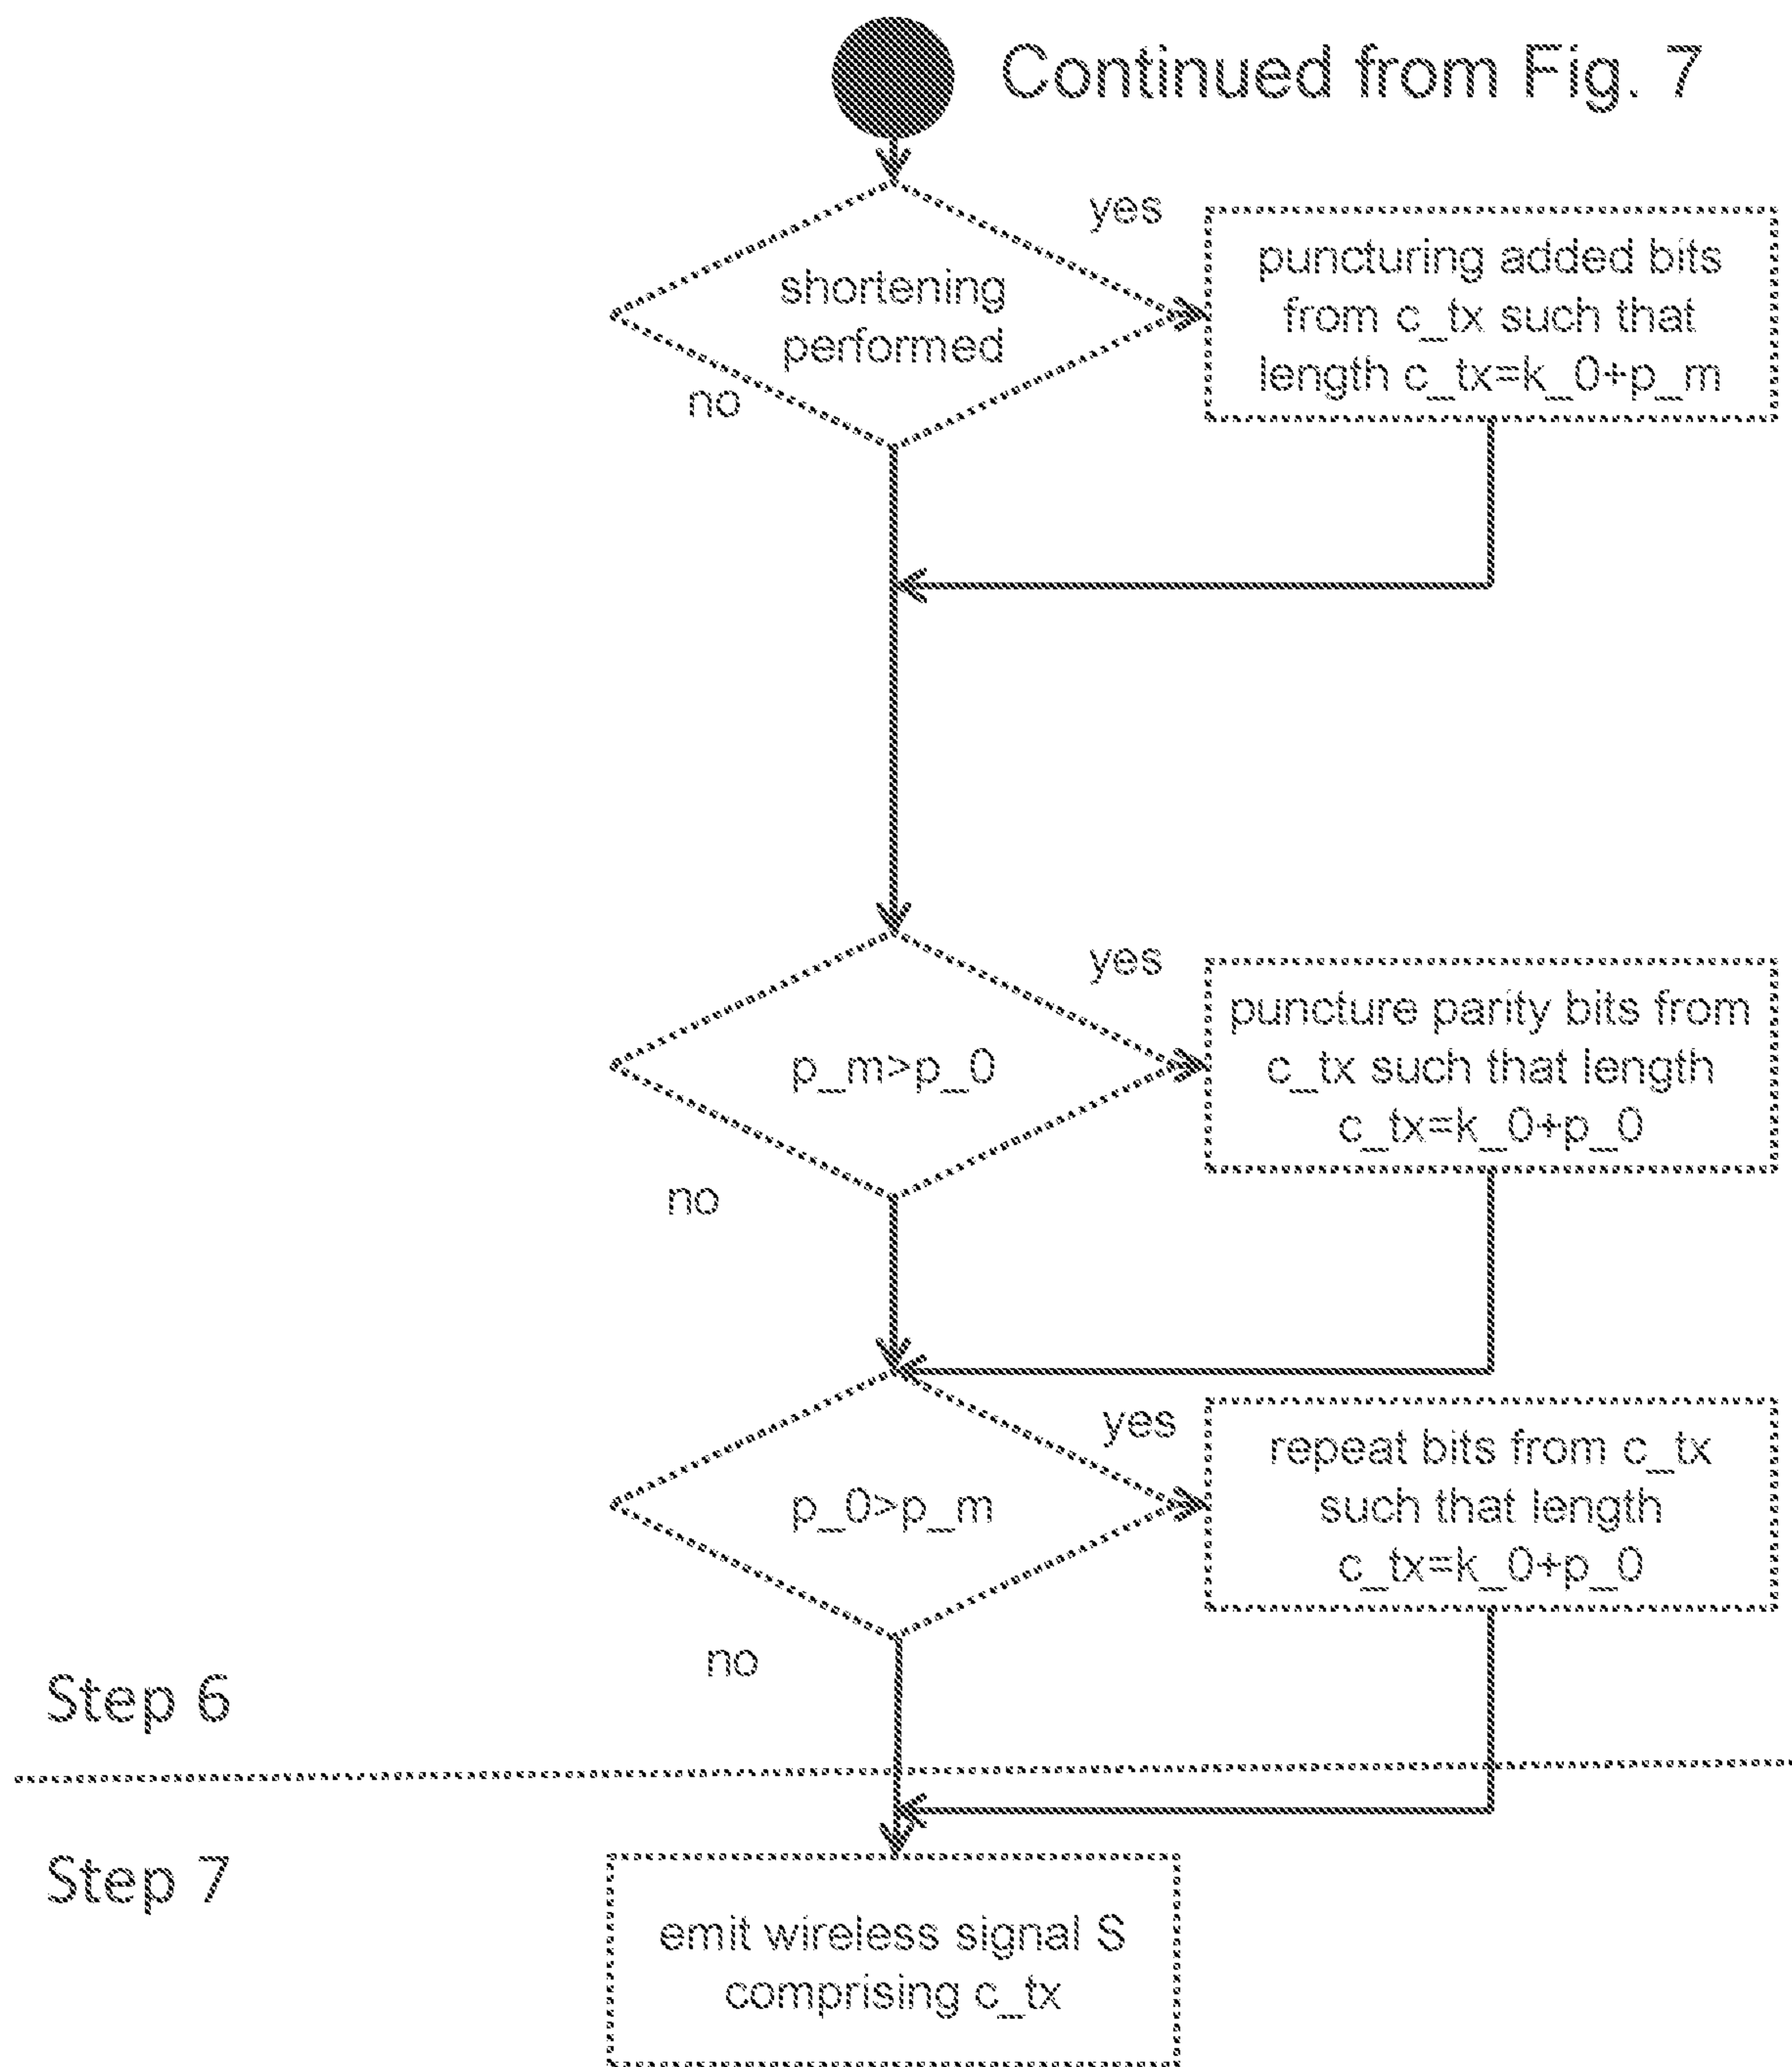 Continued from Fig. 7
yes
shortening
performed
no
puncturing added bits
from c_tx such that
length c_tx=k_0+p_m
yes
p_m>p_0
no
puncture parity bits from
c_tx such that length
c_tx=k_0+p_0
yes
p_0>p_m
no
repeat bits from c_tx
such that length
c_tx=k_0+p_0
Step 6
Step 7
emit wireless signal S
comprising c_tx